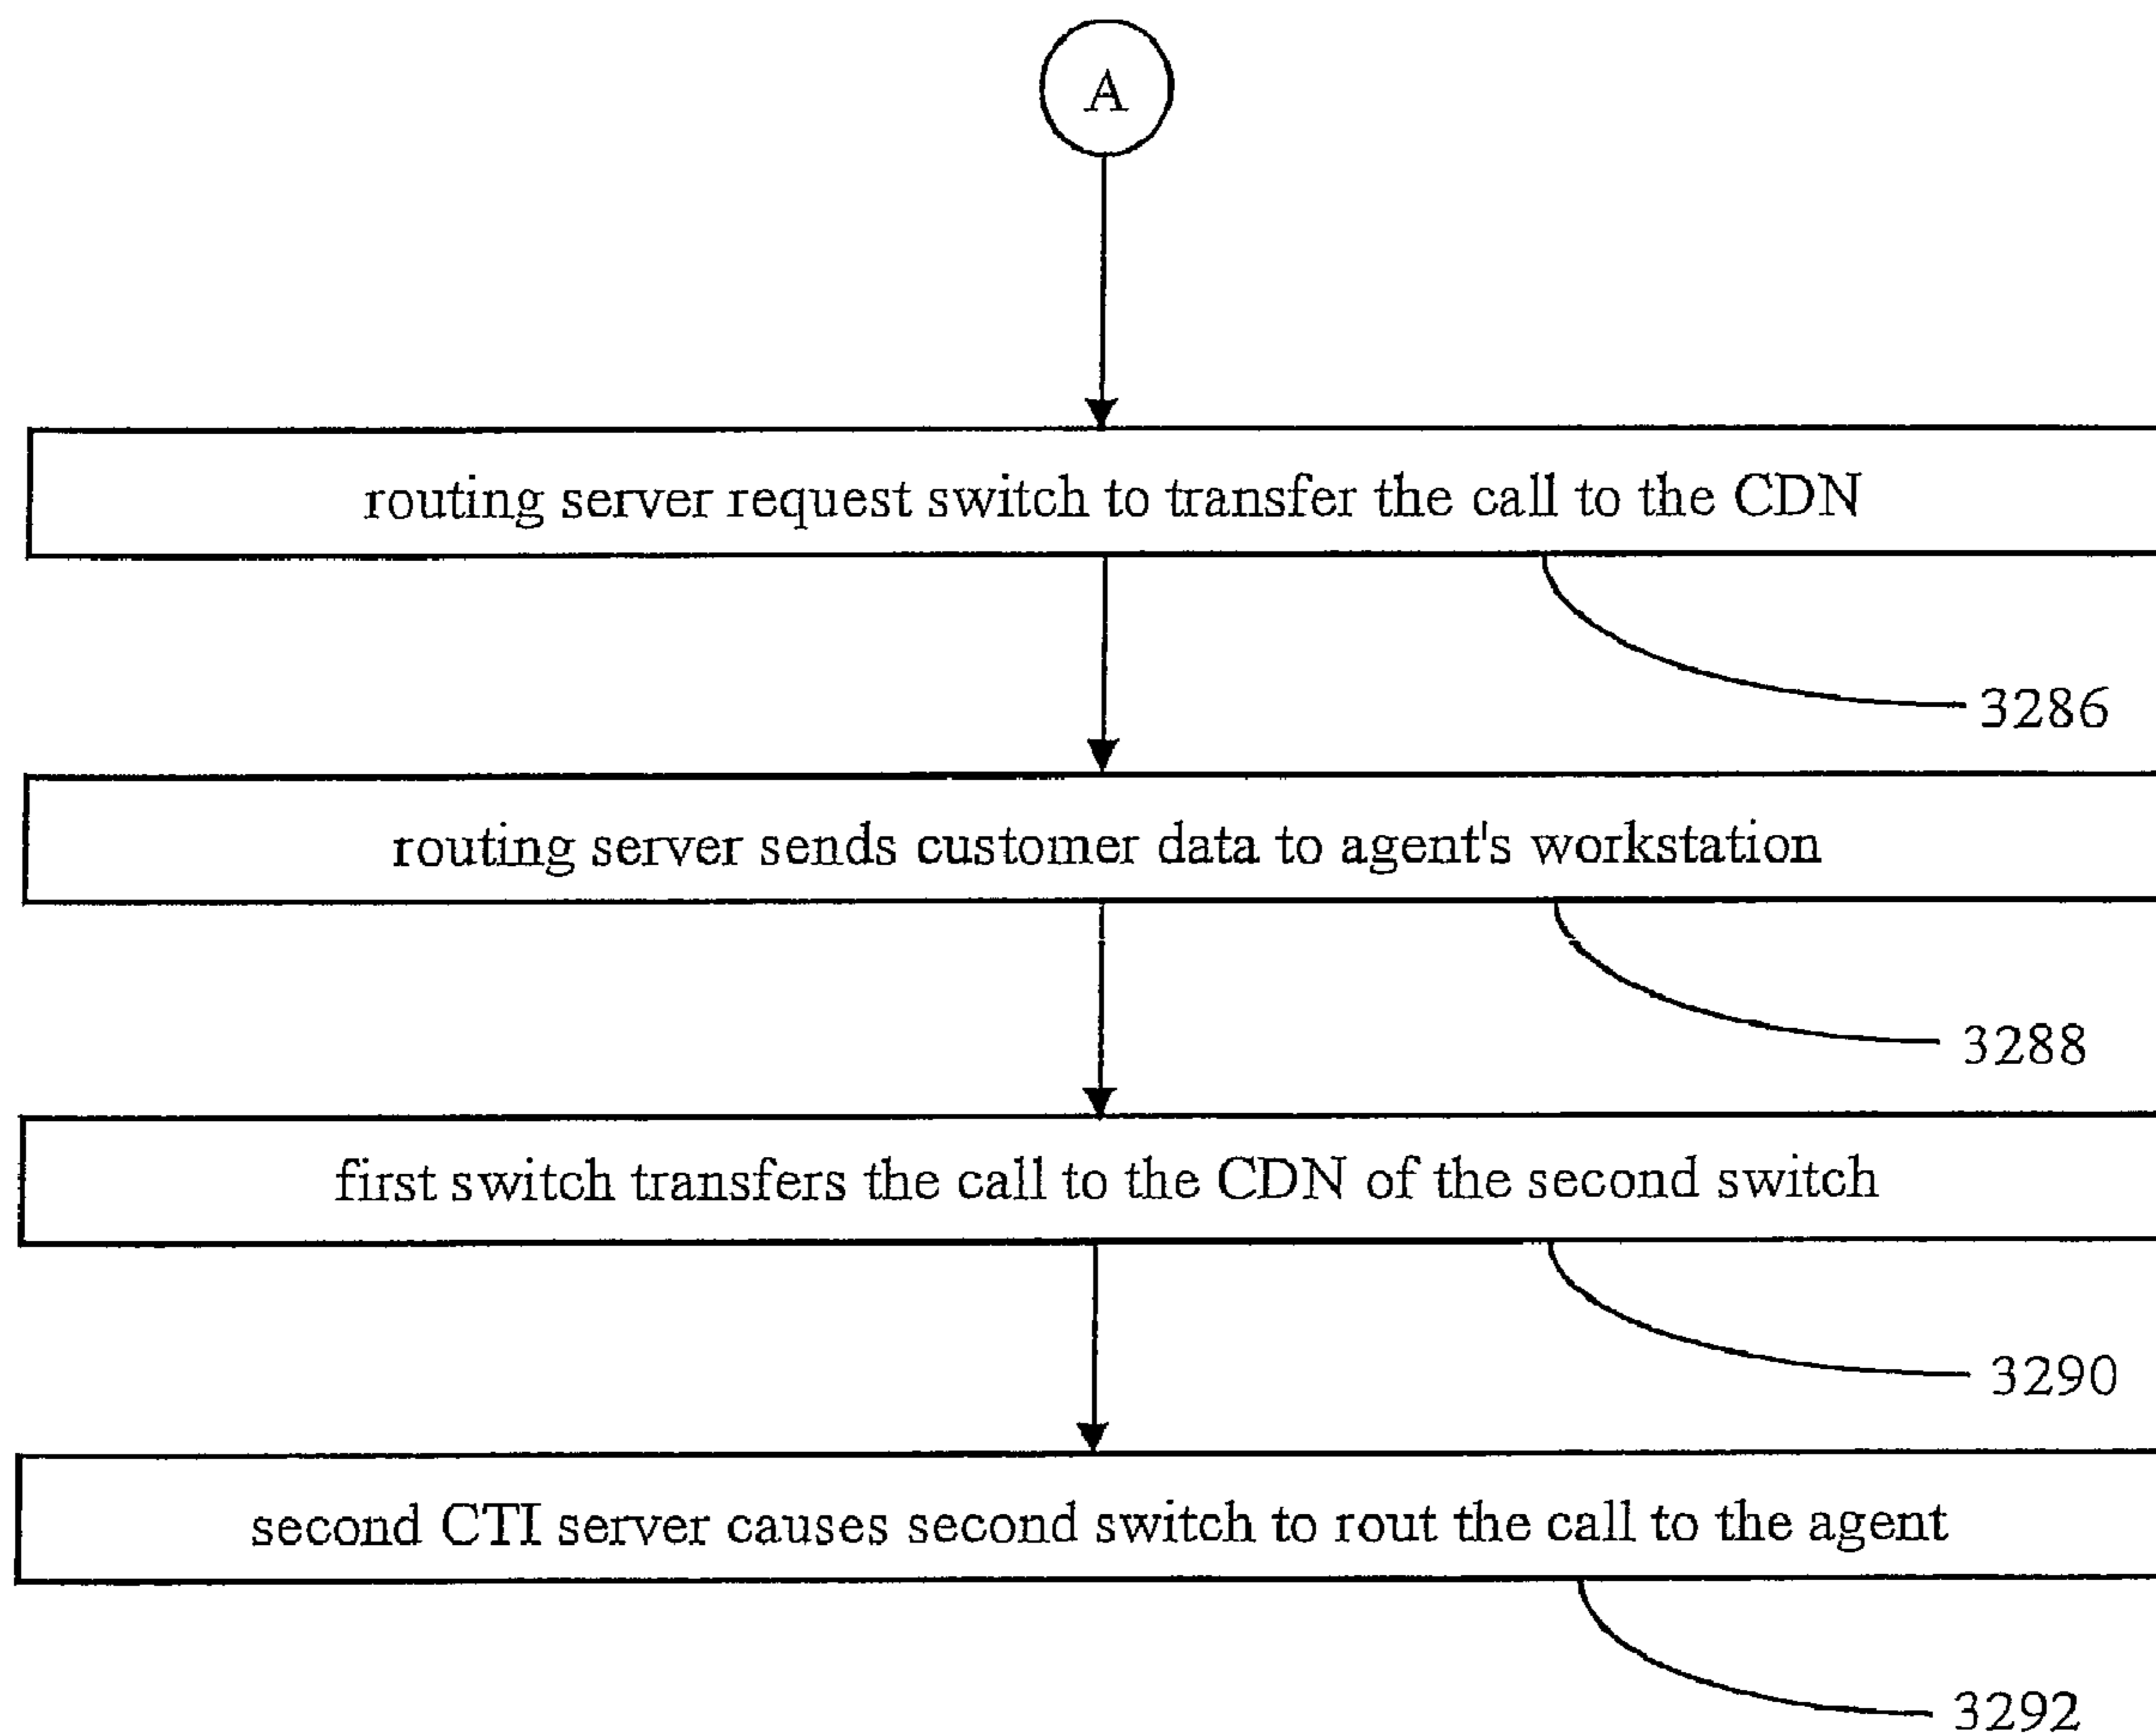 A
routing server request switch to transfer the call to the CDN
3286
routing server sends customer data to agent's workstation
3288
first switch transfers the call to the CDN of the second switch
3290
second CTI server causes second switch to rout the call to the agent
3292